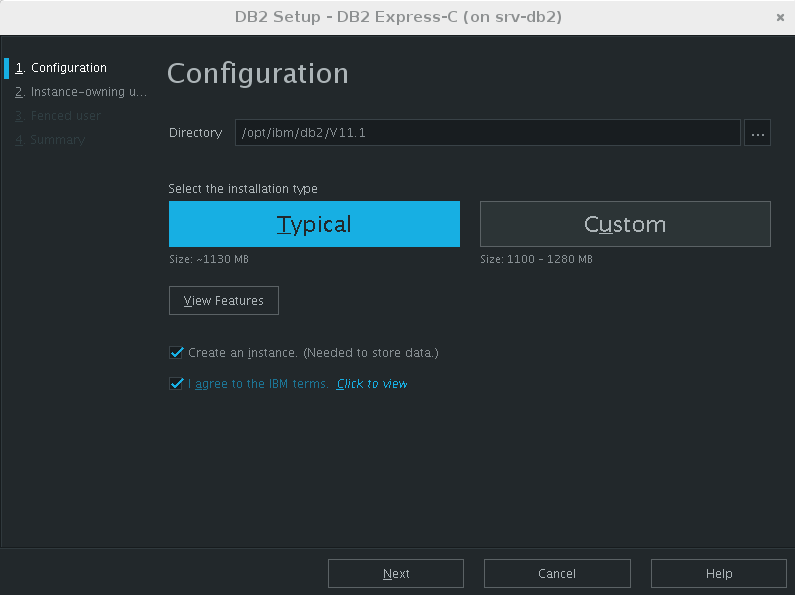 DB2 Setup - DB2 Express-C (on srv-db2)
1. Configuration
2. Instance-owning u...
3. Fenced user
4. Summary
Configuration
Directory /opt/ibm/db2/V11.1 ...
Select the installation type
Typical Custom
Size: ~1130 MB Size: 1100 - 1280 MB
View Features
Create an instance. (Needed to store data.)
I agree to the IBM terms. Click to view
Next Cancel Help